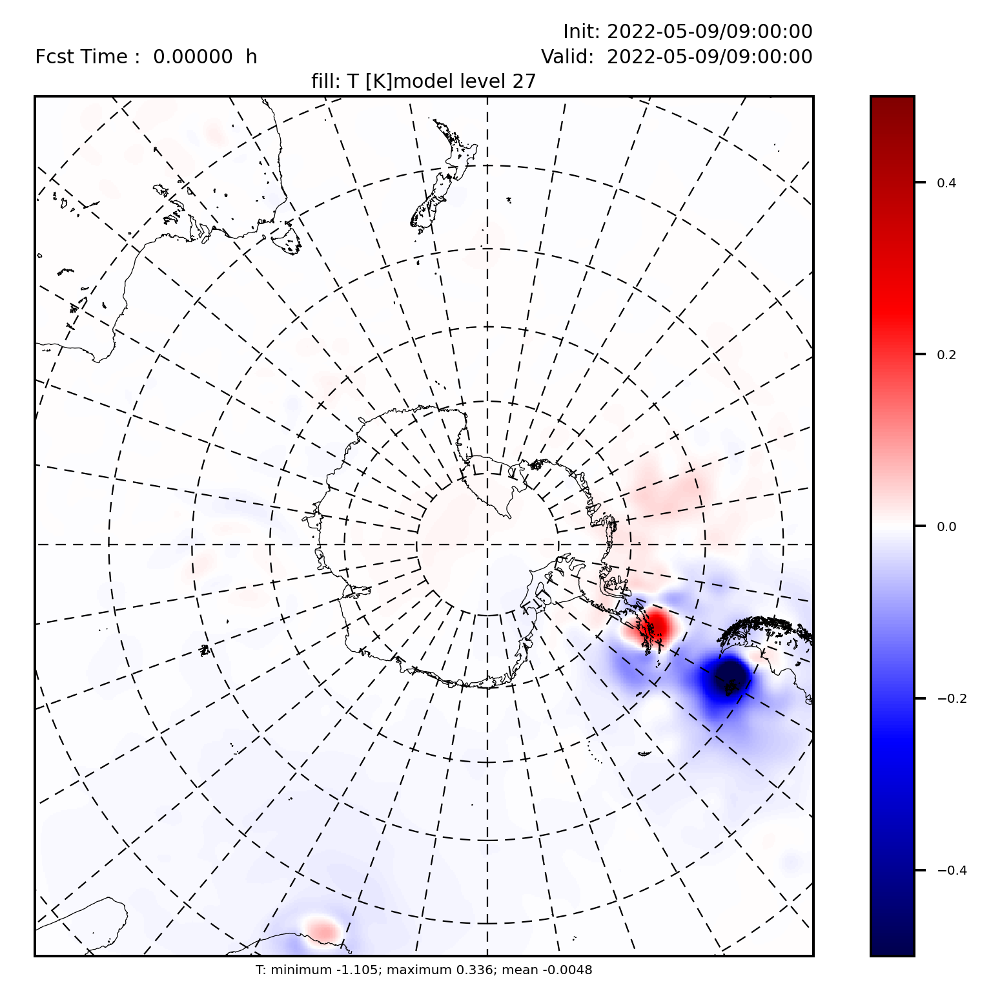 Init: 2022-05-09/09:00:00
Fcst Time :  0.00000  h
Valid:  2022-05-09/09:00:00
fill: T [K]model level 27
0.4
0.2
0.0
−0.2
−0.4
T: minimum -1.105; maximum 0.336; mean -0.0048